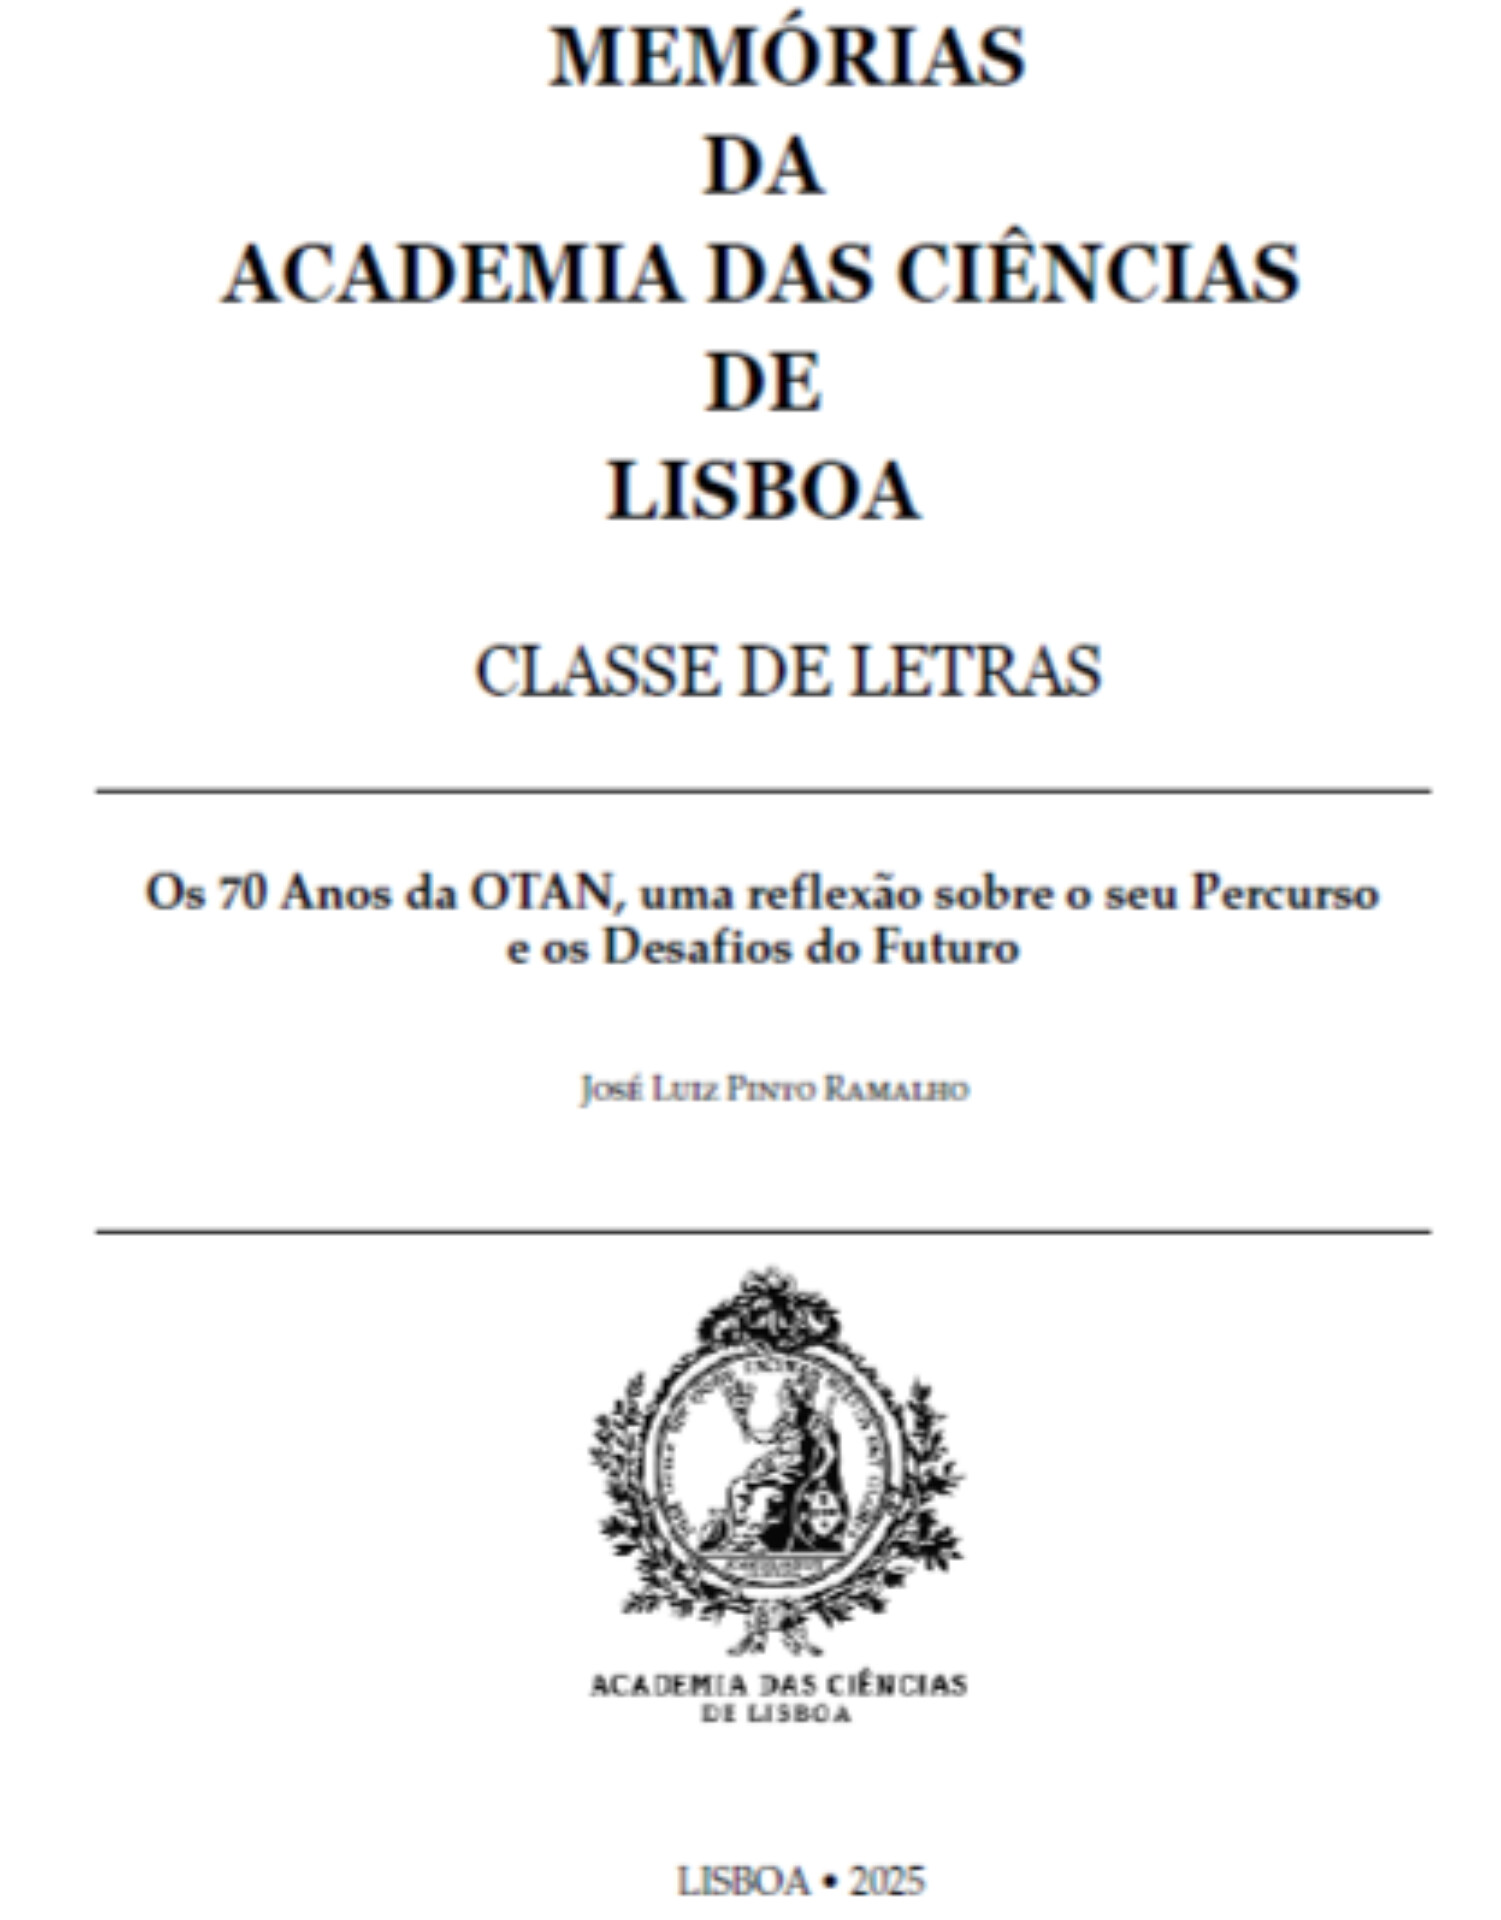 MEMÓRIAS
DA
ACADEMIA DAS CIÊNCIAS
DE
LISBOA
CLASSE DE LETRAS
Os 70 Anos da OTAN, uma reflexão sobre o seu Percurso
e os Desafios do Futuro
José Luiz Pinto Ramalho
ACADEMIA DAS CIÊNCIAS
DE LISBOA
LISBOA • 2025